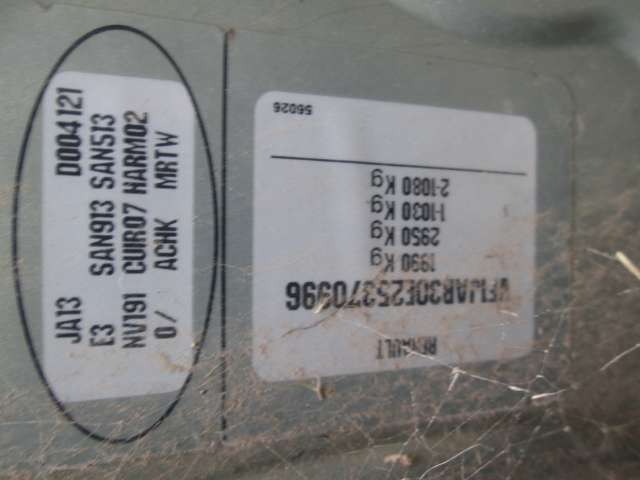 JA13 D004121
E3 SAN913 SAN513
NV191 CUIR07 HARM02
0/ ACHK MRTW
RENAULT
VF1JAR30E25370996
1990 Kg
2950 Kg
1-1030 Kg
2-1080 Kg
56026